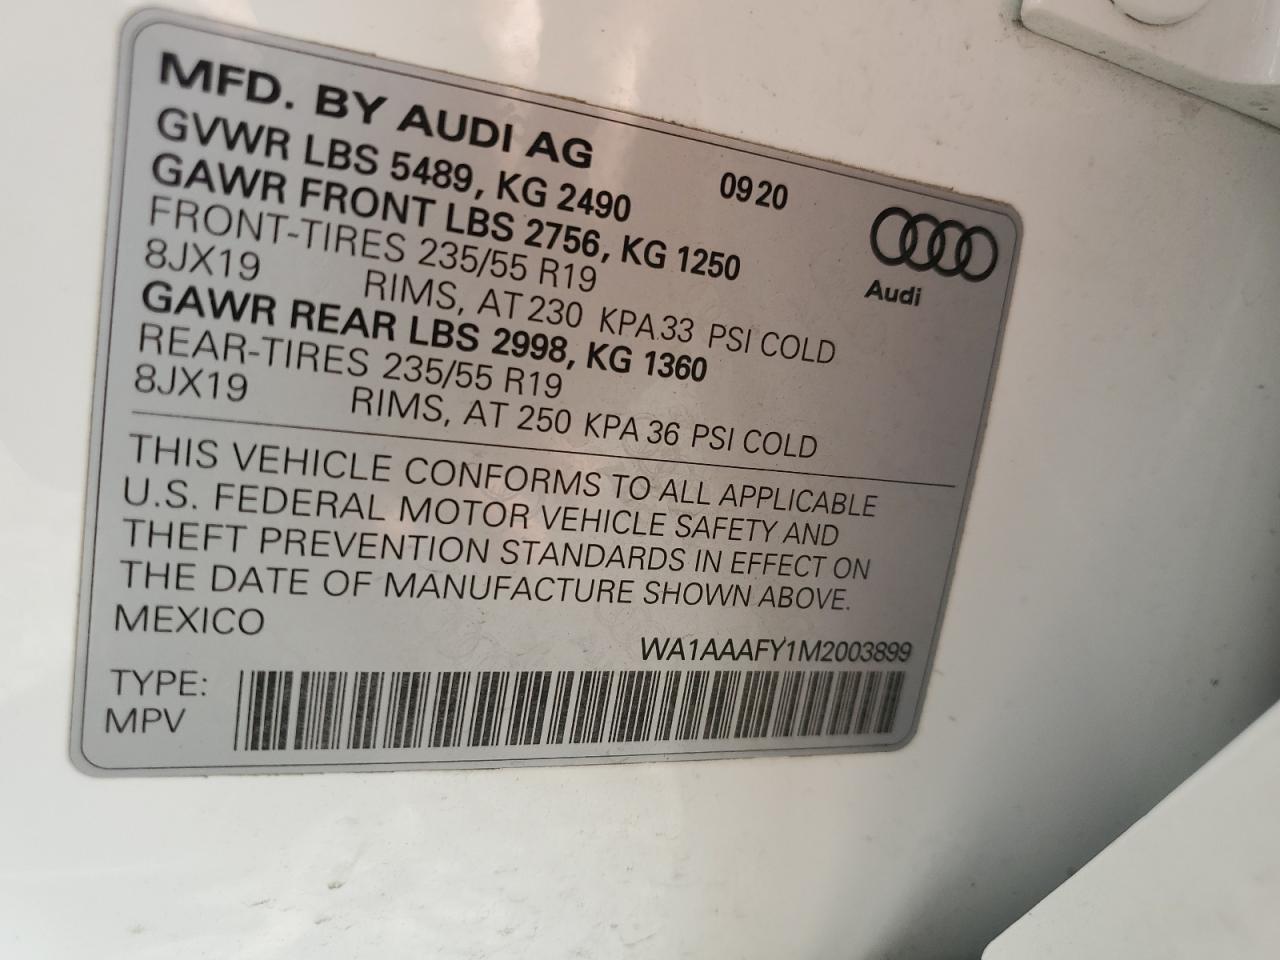 MFD. BY AUDI AG 09 20
GVWR LBS 5489, KG 2490
GAWR FRONT LBS 2756, KG 1250
FRONT-TIRES 235/55 R19
8JX19 RIMS, AT 230 KPA 33 PSI COLD
GAWR REAR LBS 2998, KG 1360
REAR-TIRES 235/55 R19
8JX19 RIMS, AT 250 KPA 36 PSI COLD
Audi
THIS VEHICLE CONFORMS TO ALL APPLICABLE
U.S. FEDERAL MOTOR VEHICLE SAFETY AND
THEFT PREVENTION STANDARDS IN EFFECT ON
THE DATE OF MANUFACTURE SHOWN ABOVE.
MEXICO
WA1AAAFY1M2003899
TYPE:
MPV